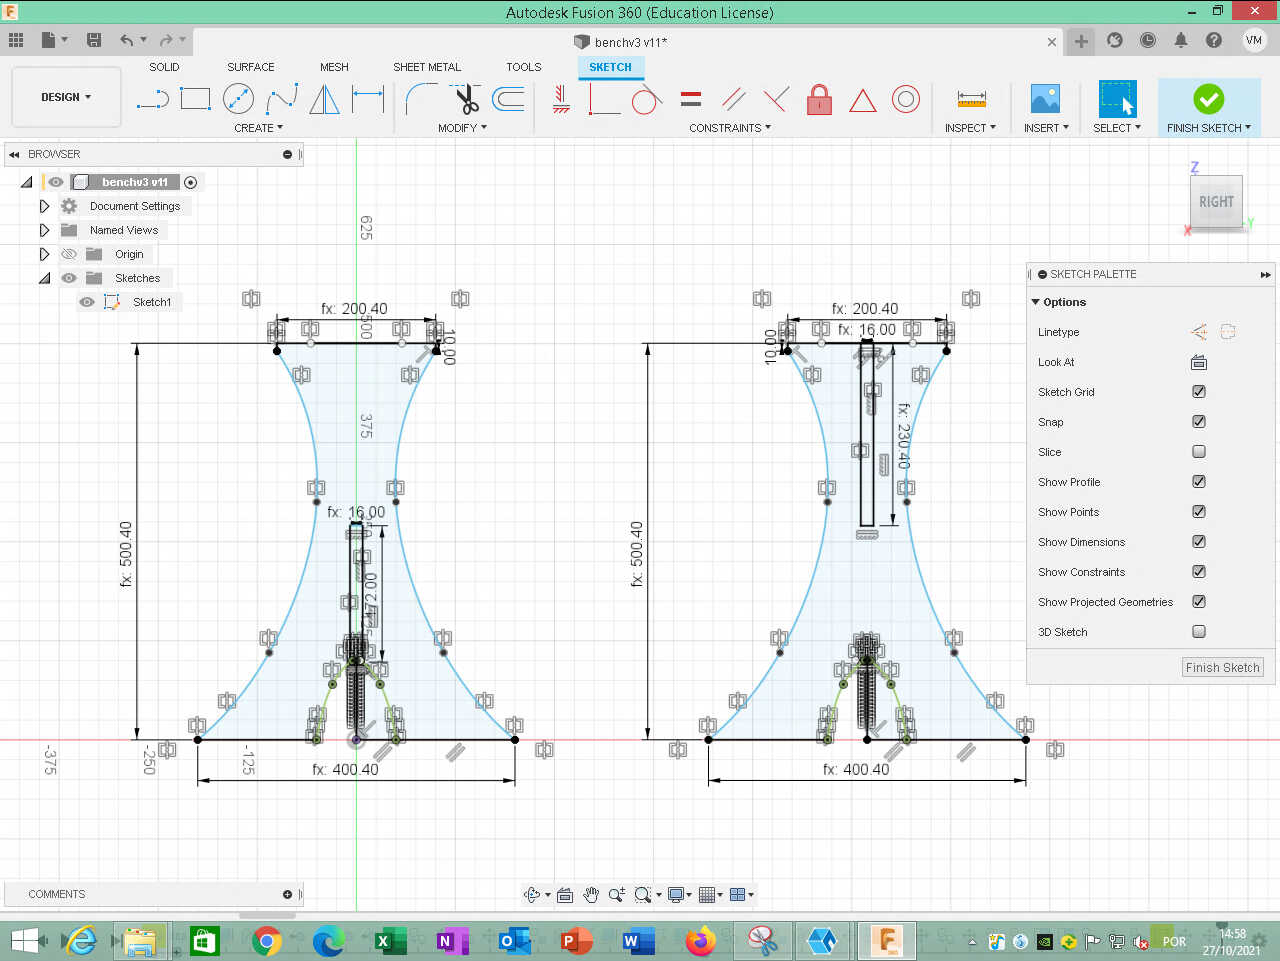 Autodesk Fusion 360 (Education License)
benchv3 v11*
VM
DESIGN
SOLID
SURFACE
MESH
SHEET METAL
TOOLS
SKETCH
CREATE
MODIFY
CONSTRAINTS
INSPECT
INSERT
SELECT
FINISH SKETCH
BROWSER
benchv3 v11
Document Settings
Named Views
Origin
Sketches
Sketch1
Z
RIGHT
X
Y
SKETCH PALETTE
Options
Linetype
Look At
Sketch Grid
Snap
Slice
Show Profile
Show Points
Show Dimensions
Show Constraints
Show Projected Geometries
3D Sketch
Finish Sketch
625
500
375
fx: 200.40
10.00
fx: 500.40
fx: 16.00
172.00
fx: 400.40
-375
-250
-125
fx: 200.40
fx: 16.00
10.00
fx: 230.40
fx: 500.40
fx: 400.40
COMMENTS
POR
14:58
27/10/2021